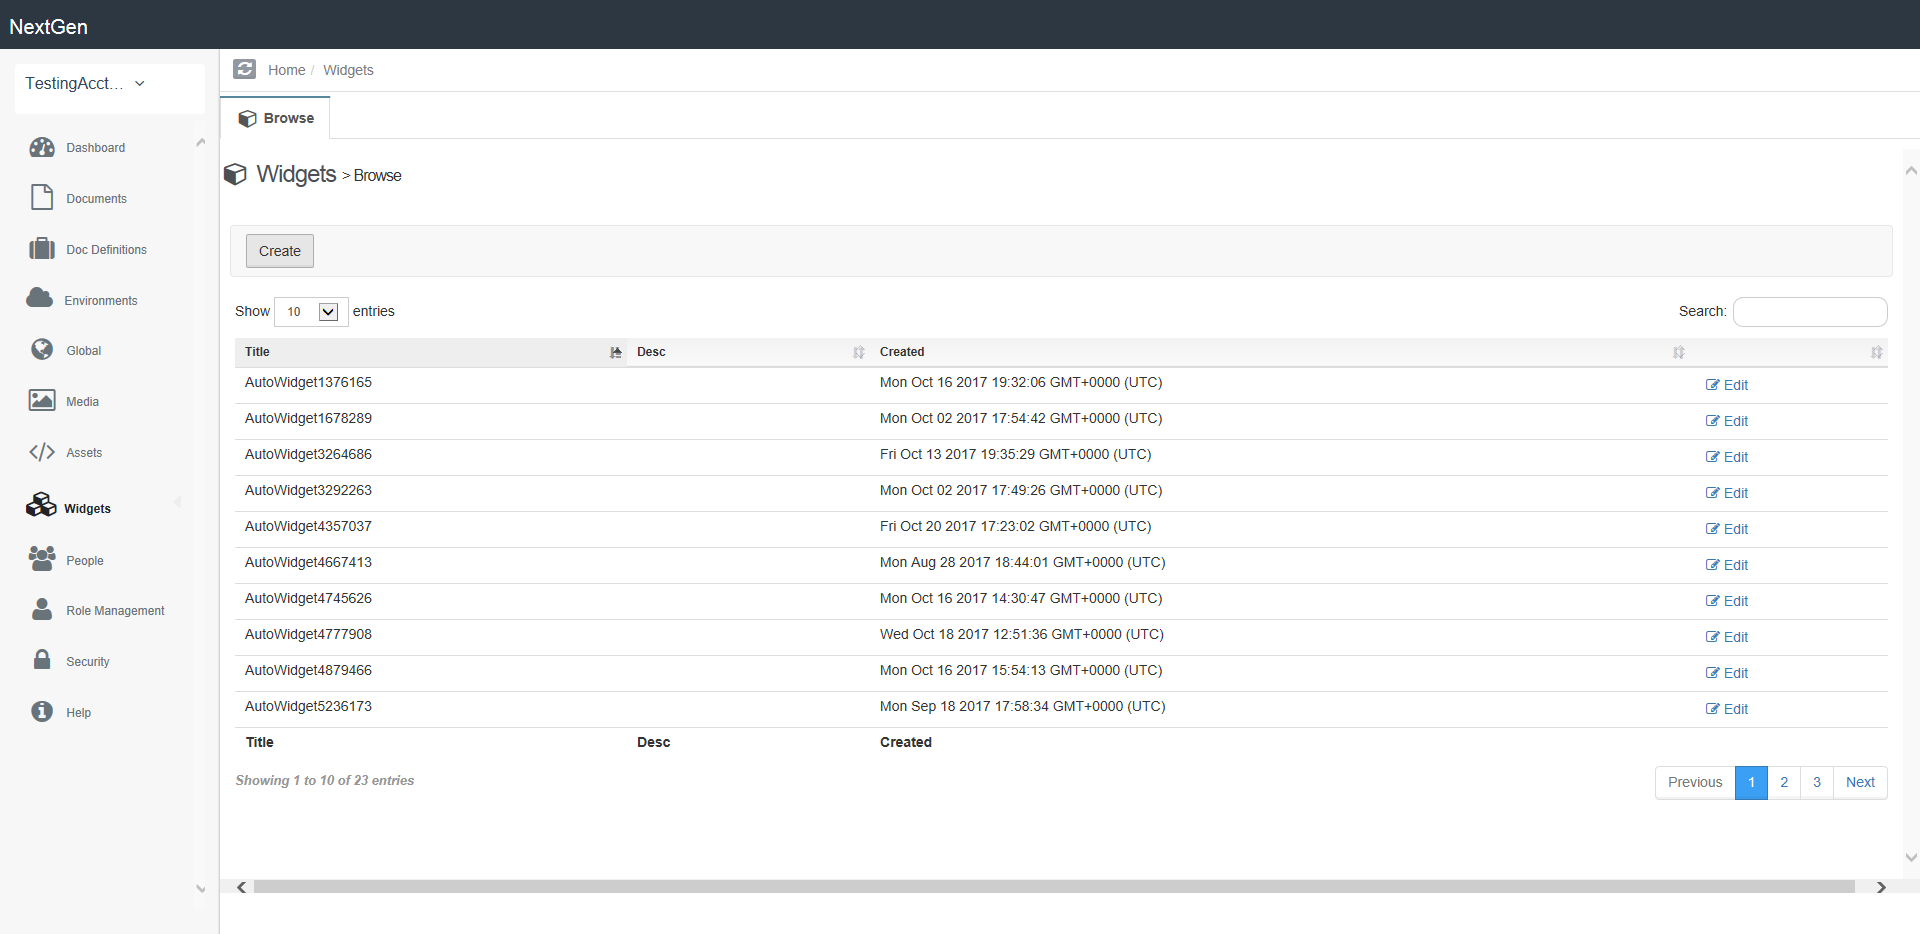 NextGen
TestingAcct...
Home / Widgets
Browse
Dashboard
Documents
Doc Definitions
Environments
Global
Media
Assets
Widgets
People
Role Management
Security
Help
Widgets > Browse
Create
Show 10 entries
Search:
Title Desc Created
AutoWidget1376165 Mon Oct 16 2017 19:32:06 GMT+0000 (UTC) Edit
AutoWidget1678289 Mon Oct 02 2017 17:54:42 GMT+0000 (UTC) Edit
AutoWidget3264686 Fri Oct 13 2017 19:35:29 GMT+0000 (UTC) Edit
AutoWidget3292263 Mon Oct 02 2017 17:49:26 GMT+0000 (UTC) Edit
AutoWidget4357037 Fri Oct 20 2017 17:23:02 GMT+0000 (UTC) Edit
AutoWidget4667413 Mon Aug 28 2017 18:44:01 GMT+0000 (UTC) Edit
AutoWidget4745626 Mon Oct 16 2017 14:30:47 GMT+0000 (UTC) Edit
AutoWidget4777908 Wed Oct 18 2017 12:51:36 GMT+0000 (UTC) Edit
AutoWidget4879466 Mon Oct 16 2017 15:54:13 GMT+0000 (UTC) Edit
AutoWidget5236173 Mon Sep 18 2017 17:58:34 GMT+0000 (UTC) Edit
Title Desc Created
Showing 1 to 10 of 23 entries
Previous 1 2 3 Next